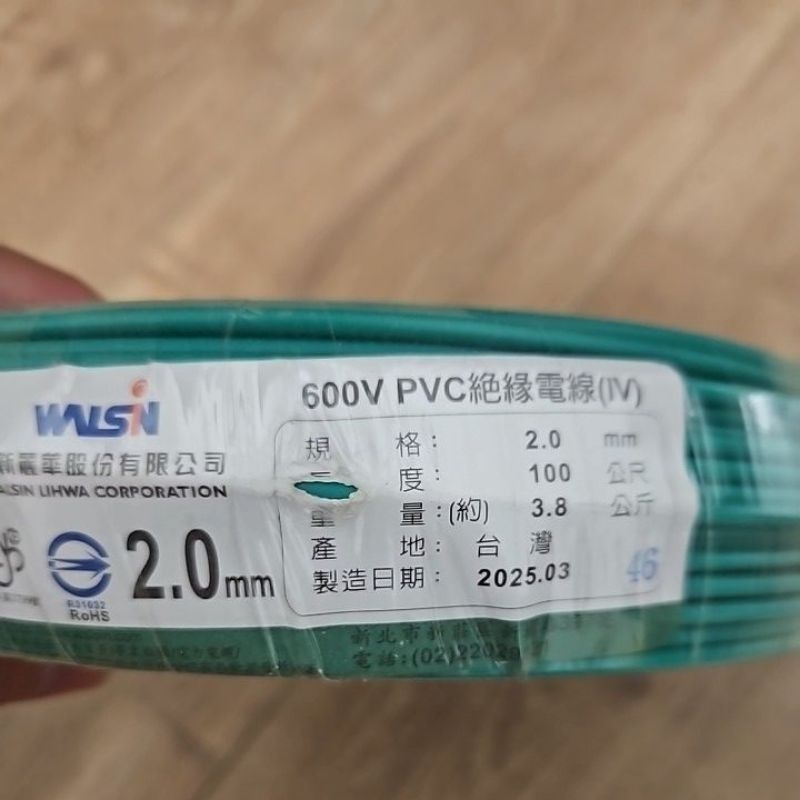 WALSIN
新麗華股份有限公司
ALSIN LIHWA CORPORATION
2.0mm
R31032
RoHS
600V PVC絕緣電線(IV)
規 格: 2.0 mm
度: 100 公尺
量:(約) 3.8 公斤
產 地: 台 灣
製造日期: 2025.03
46
新北市新莊
電話:(02)2202